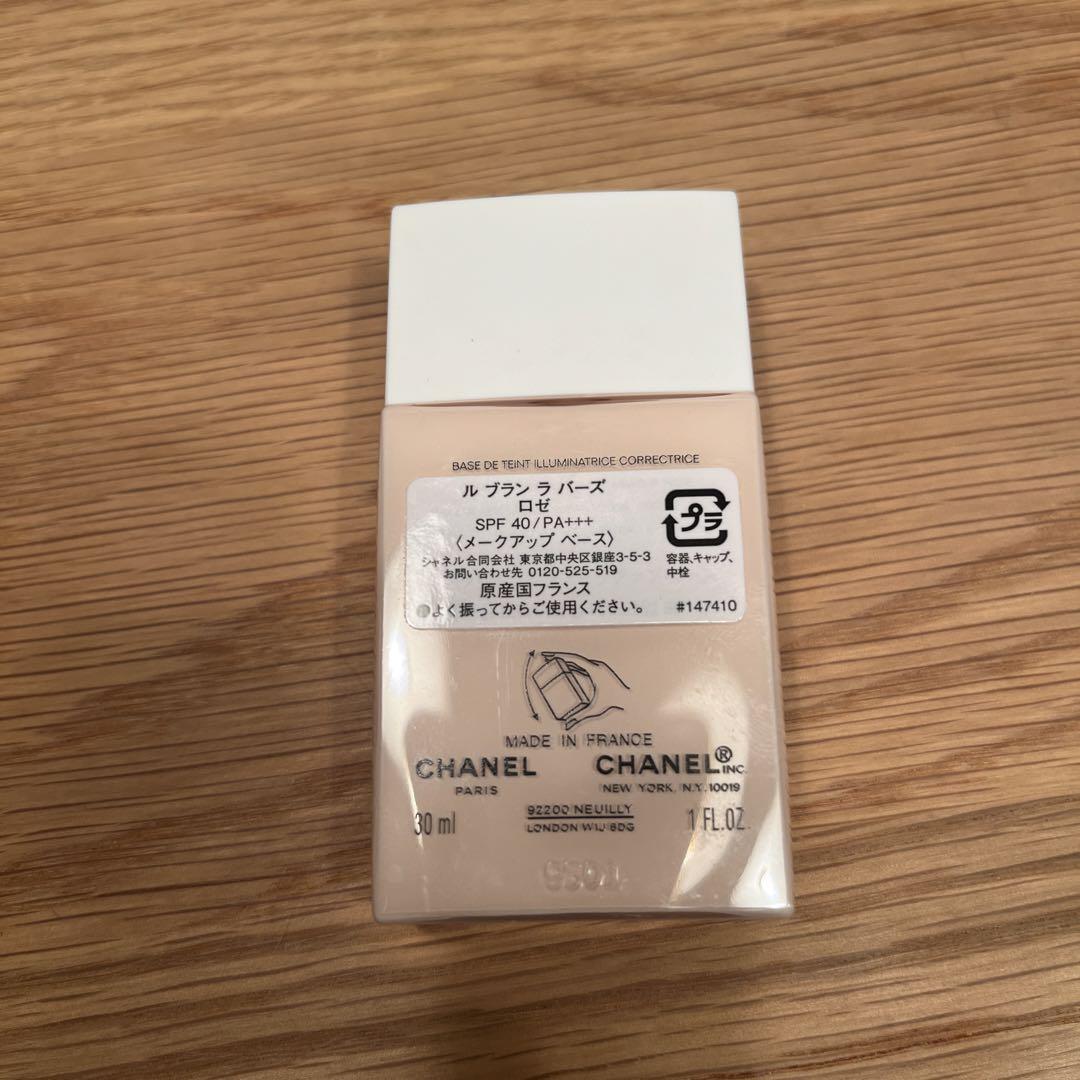 BASE DE TEINT ILLUMINATRICE CORRECTRICE
ル ブラン ラ バーズ
ロゼ
SPF 40/PA+++
〈メークアップ ベース〉
シャネル合同会社 東京都中央区銀座3-5-3
お問い合わせ先 0120-525-519
原産国フランス
●よく振ってからご使用ください。
プラ
容器、キャップ、
中栓
#147410
MADE IN FRANCE
CHANEL
PARIS
CHANEL® INC.
NEW YORK, N.Y. 10019
30 ml
92200 NEUILLY
LONDON W1J 6DG
1 FL.OZ.